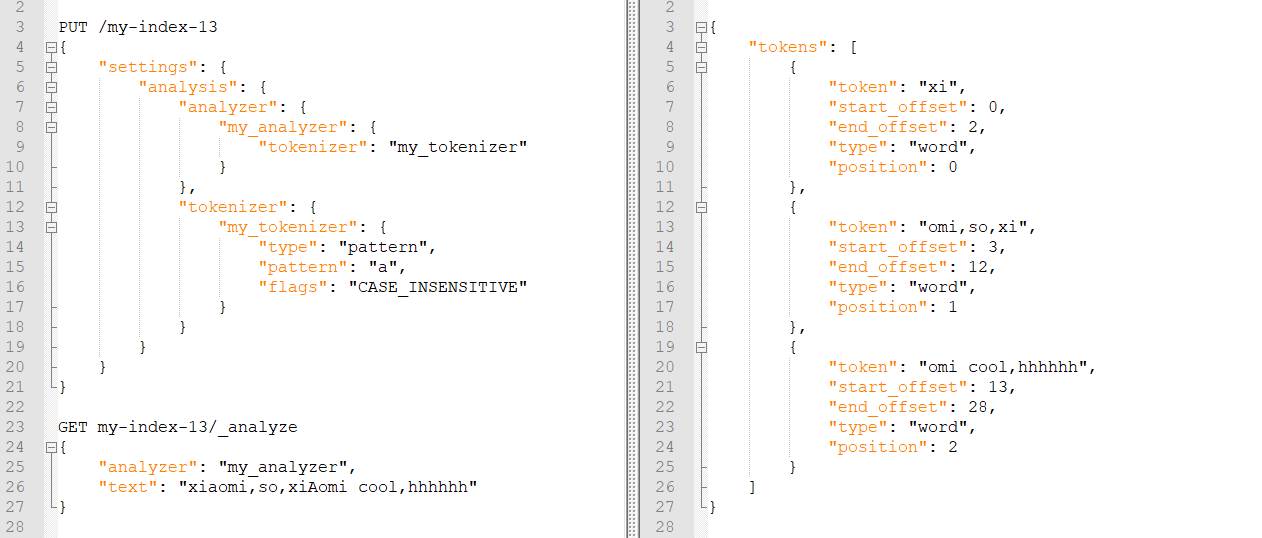 2
3 PUT /my-index-13
4 {
5 "settings": {
6 "analysis": {
7 "analyzer": {
8 "my_analyzer": {
9 "tokenizer": "my_tokenizer"
10 }
11 },
12 "tokenizer": {
13 "my_tokenizer": {
14 "type": "pattern",
15 "pattern": "a",
16 "flags": "CASE_INSENSITIVE"
17 }
18 }
19 }
20 }
21 }
22
23 GET my-index-13/_analyze
24 {
25 "analyzer": "my_analyzer",
26 "text": "xiaomi,so,xiAomi cool,hhhhhh"
27 }
28
2
3 {
4 "tokens": [
5 {
6 "token": "xi",
7 "start_offset": 0,
8 "end_offset": 2,
9 "type": "word",
10 "position": 0
11 },
12 {
13 "token": "omi,so,xi",
14 "start_offset": 3,
15 "end_offset": 12,
16 "type": "word",
17 "position": 1
18 },
19 {
20 "token": "omi cool,hhhhhh",
21 "start_offset": 13,
22 "end_offset": 28,
23 "type": "word",
24 "position": 2
25 }
26 ]
27 }
28